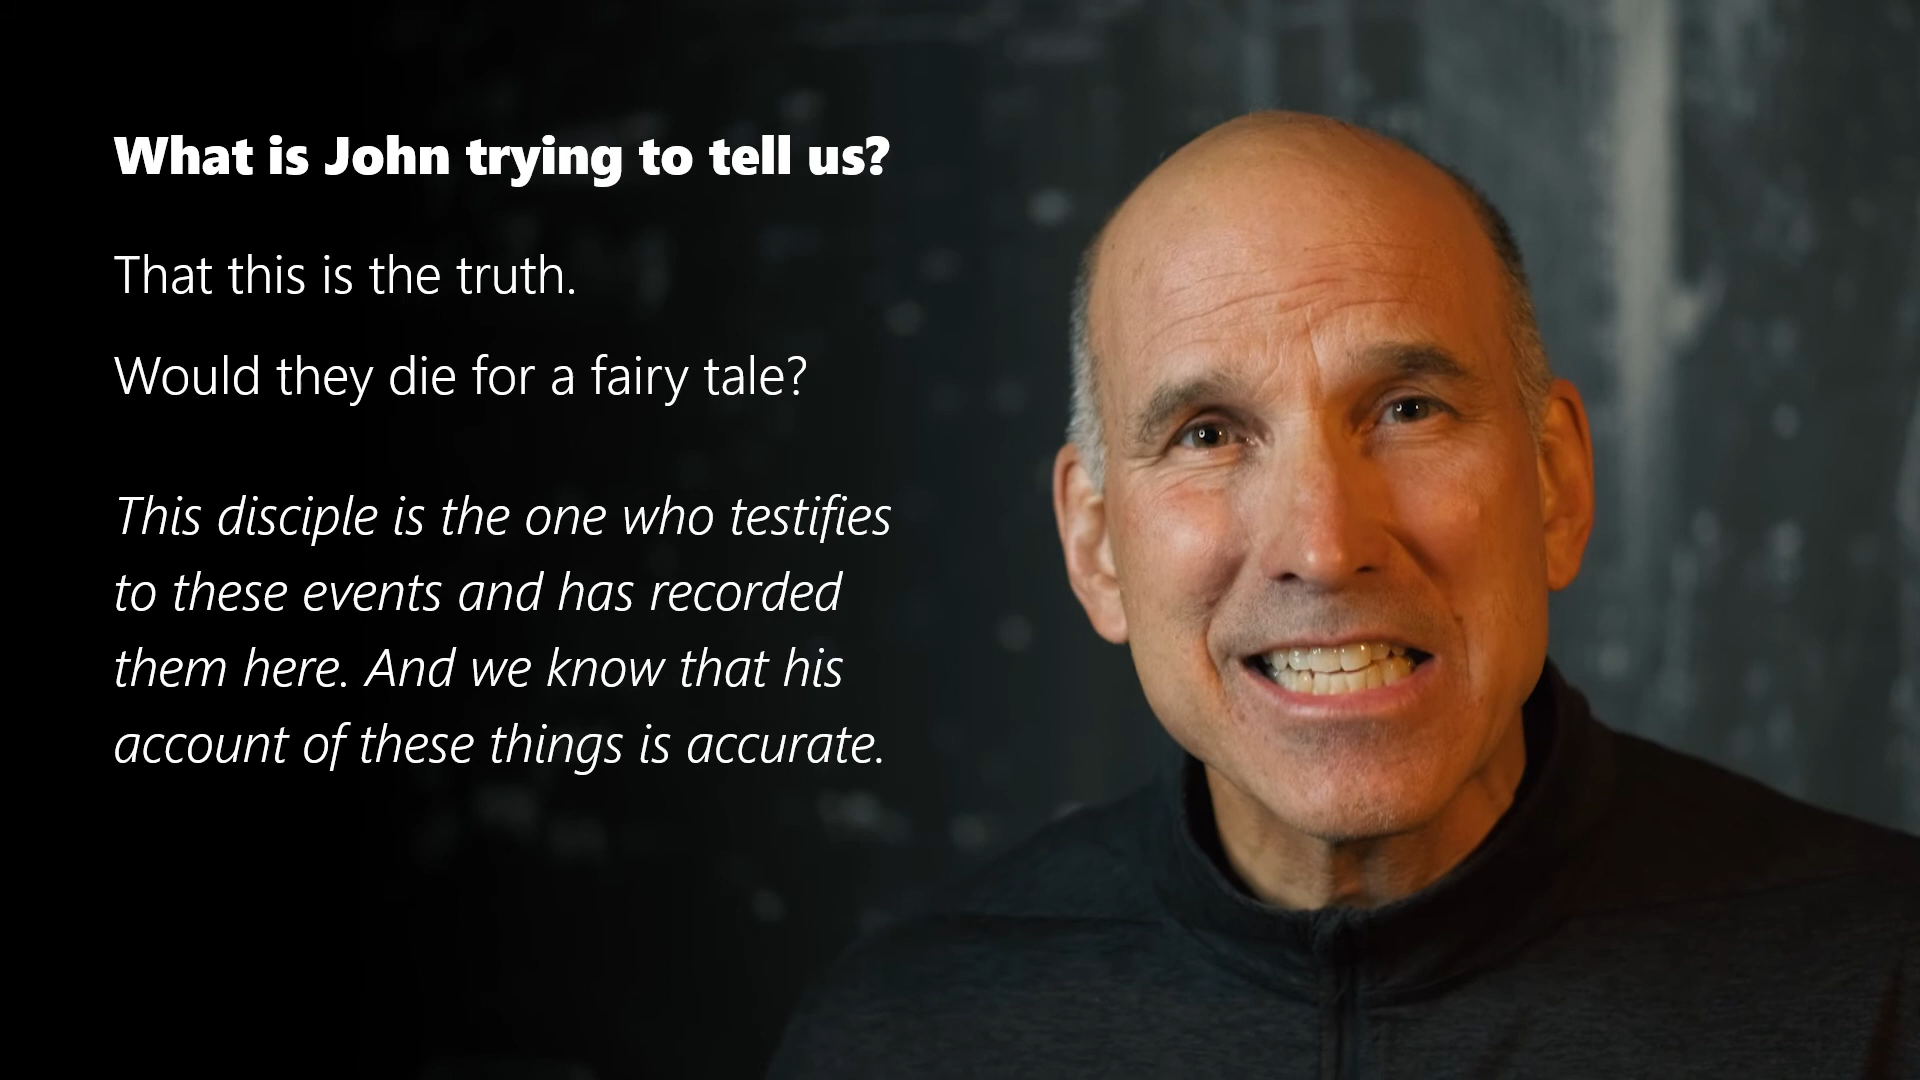 What is John trying to tell us?
That this is the truth.
Would they die for a fairy tale?
This disciple is the one who testifies
to these events and has recorded
them here. And we know that his
account of these things is accurate.